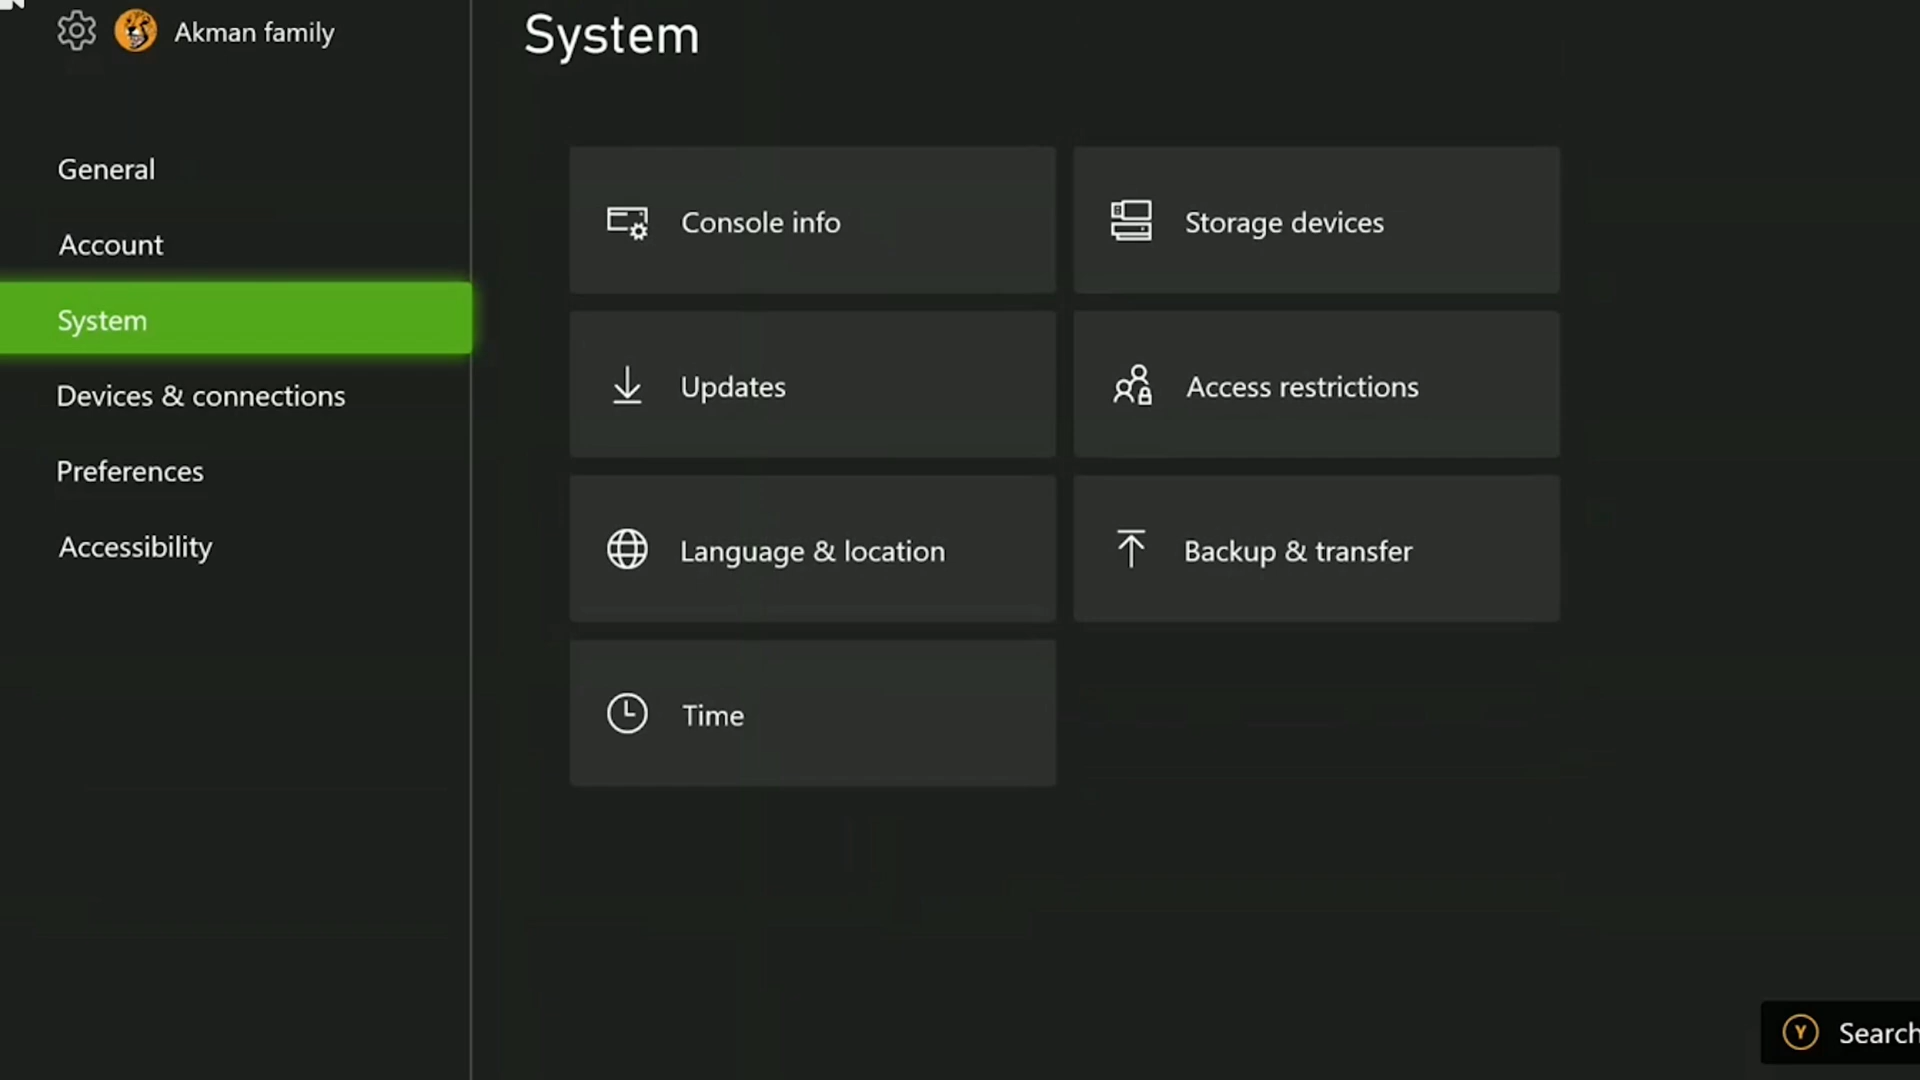 Akman family
System
General
Account
System
Devices & connections
Preferences
Accessibility
Console info
Storage devices
Updates
Access restrictions
Language & location
Backup & transfer
Time
Y Search